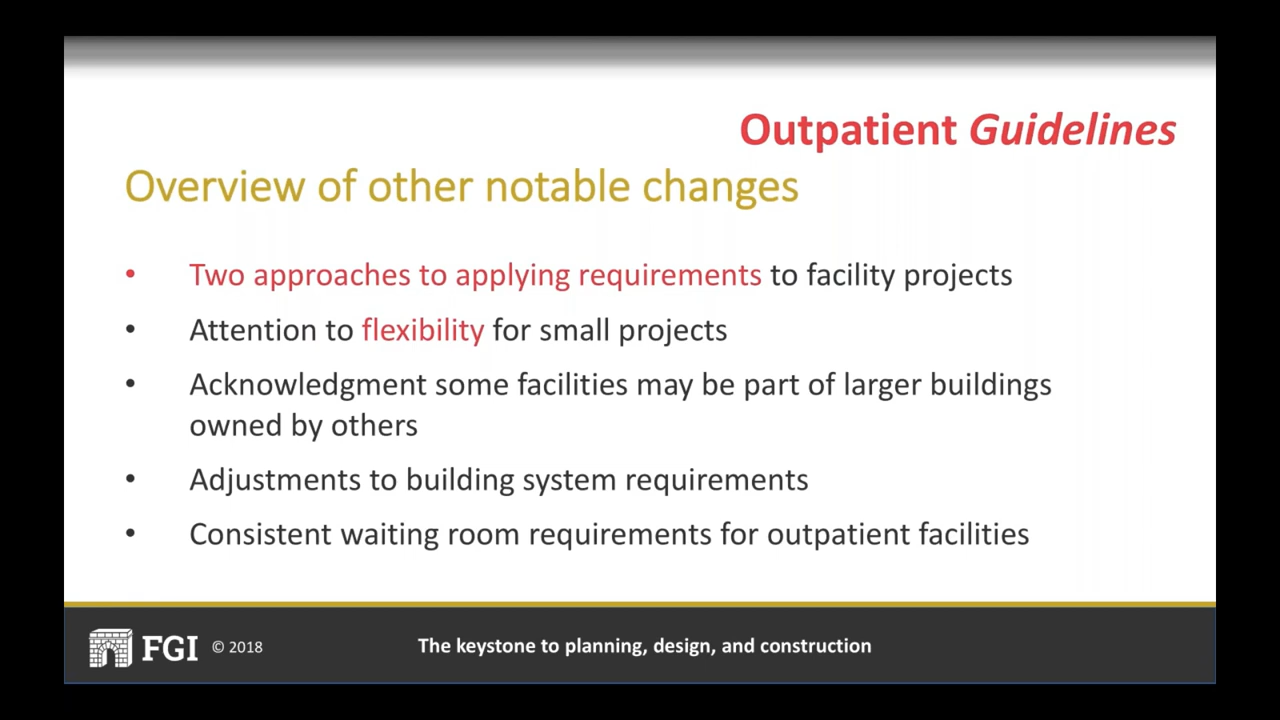 Outpatient Guidelines
Overview of other notable changes
• Two approaches to applying requirements to facility projects
• Attention to flexibility for small projects
• Acknowledgment some facilities may be part of larger buildings
owned by others
• Adjustments to building system requirements
• Consistent waiting room requirements for outpatient facilities
FGI © 2018 The keystone to planning, design, and construction